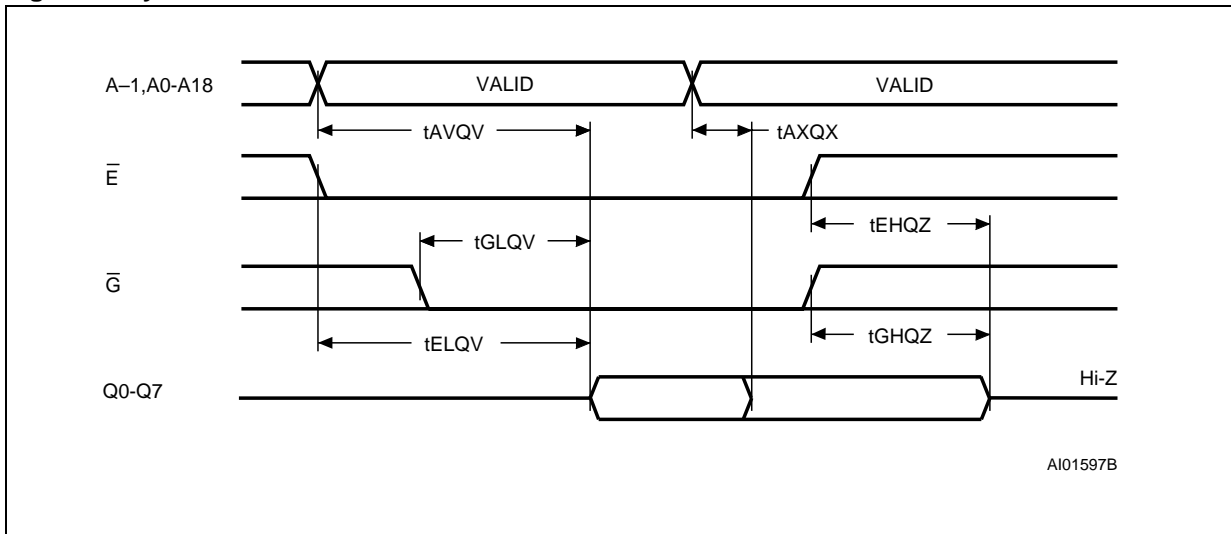 A–1,A0-A18
VALID
VALID
tAVQV
tAXQX
E̅
tEHQZ
tGLQV
G̅
tGHQZ
tELQV
Q0-Q7
Hi-Z
AI01597B